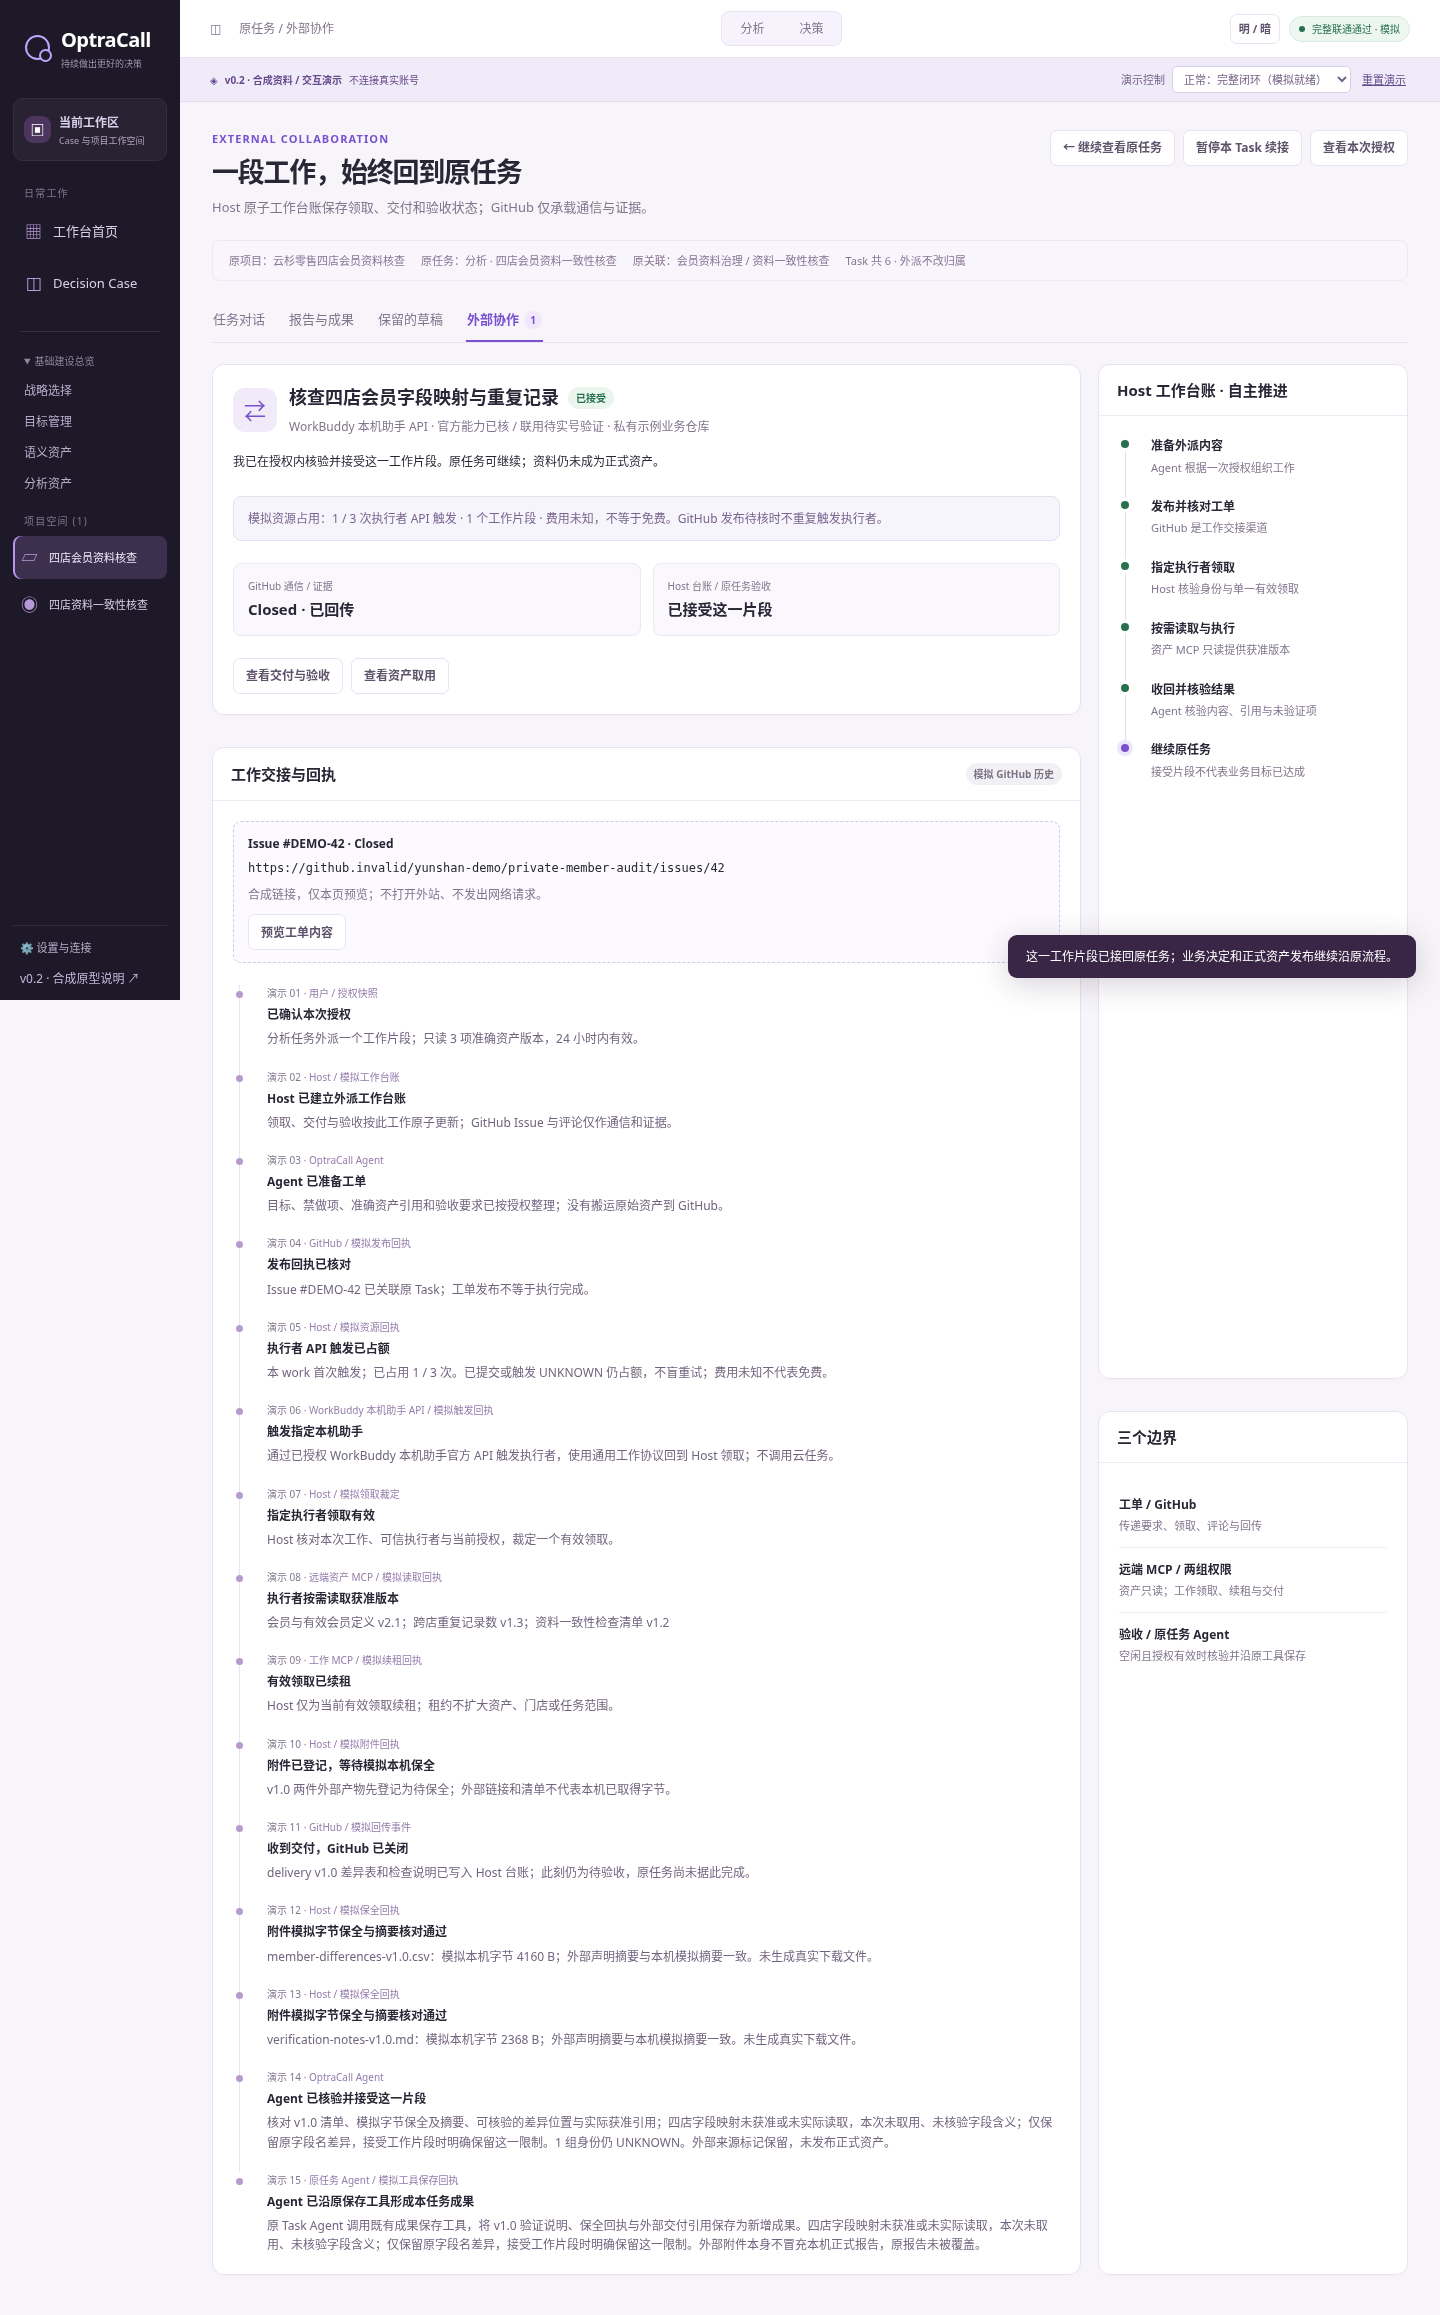 OptraCall
持续做出更好的决策
当前工作区
Case 与项目工作空间
日常工作
工作台首页
Decision Case
▼ 基础建设总览
战略选择
目标管理
语义资产
分析资产
项目空间 (1)
四店会员资料核查
四店资料一致性核查
⚙️ 设置与连接
v0.2 · 合成原型说明 ↗
原任务 / 外部协作
分析 决策
明 / 暗
完整联通通过 · 模拟
◈ v0.2 · 合成资料 / 交互演示 不连接真实账号
演示控制 正常：完整闭环（模拟就绪） 重置演示
EXTERNAL COLLABORATION
一段工作，始终回到原任务
Host 原子工作台账保存领取、交付和验收状态；GitHub 仅承载通信与证据。
← 继续查看原任务 暂停本 Task 续接 查看本次授权
原项目：云杉零售四店会员资料核查 原任务：分析 · 四店会员资料一致性核查 原关联：会员资料治理 / 资料一致性核查 Task 共 6 · 外派不改归属
任务对话 报告与成果 保留的草稿 外部协作 1
核查四店会员字段映射与重复记录 已接受
WorkBuddy 本机助手 API · 官方能力已核 / 联用待实号验证 · 私有示例业务仓库
我已在授权内核验并接受这一工作片段。原任务可继续；资料仍未成为正式资产。
模拟资源占用：1 / 3 次执行者 API 触发 · 1 个工作片段 · 费用未知，不等于免费。GitHub 发布待核时不重复触发执行者。
GitHub 通信 / 证据
Closed · 已回传
Host 台账 / 原任务验收
已接受这一片段
查看交付与验收 查看资产取用
Host 工作台账 · 自主推进
准备外派内容
Agent 根据一次授权组织工作
发布并核对工单
GitHub 是工作交接渠道
指定执行者领取
Host 核验身份与单一有效领取
按需读取与执行
资产 MCP 只读提供获准版本
收回并核验结果
Agent 核验内容、引用与未验证项
继续原任务
接受片段不代表业务目标已达成
工作交接与回执
模拟 GitHub 历史
Issue #DEMO-42 · Closed
https://github.invalid/yunshan-demo/private-member-audit/issues/42
合成链接，仅本页预览；不打开外站、不发出网络请求。
预览工单内容
这一工作片段已接回原任务；业务决定和正式资产发布继续沿原流程。
演示 01 · 用户 / 授权快照
已确认本次授权
分析任务外派一个工作片段；只读 3 项准确资产版本，24 小时内有效。
演示 02 · Host / 模拟工作台账
Host 已建立外派工作台账
领取、交付与验收按此工作原子更新；GitHub Issue 与评论仅作通信和证据。
演示 03 · OptraCall Agent
Agent 已准备工单
目标、禁做项、准确资产引用和验收要求已按授权整理；没有搬运原始资产到 GitHub。
演示 04 · GitHub / 模拟发布回执
发布回执已核对
Issue #DEMO-42 已关联原 Task；工单发布不等于执行完成。
演示 05 · Host / 模拟资源回执
执行者 API 触发已占额
本 work 首次触发；已占用 1 / 3 次。已提交或触发 UNKNOWN 仍占额，不盲重试；费用未知不代表免费。
演示 06 · WorkBuddy 本机助手 API / 模拟触发回执
触发指定本机助手
通过已授权 WorkBuddy 本机助手官方 API 触发执行者，使用通用工作协议回到 Host 领取；不调用云任务。
演示 07 · Host / 模拟领取裁定
指定执行者领取有效
Host 核对本次工作、可信执行者与当前授权，裁定一个有效领取。
演示 08 · 远端资产 MCP / 模拟读取回执
执行者按需读取获准版本
会员与有效会员定义 v2.1；跨店重复记录数 v1.3；资料一致性检查清单 v1.2
演示 09 · 工作 MCP / 模拟续租回执
有效领取已续租
Host 仅为当前有效领取续租；租约不扩大资产、门店或任务范围。
演示 10 · Host / 模拟附件回执
附件已登记，等待模拟本机保全
v1.0 两件外部产物先登记为待保全；外部链接和清单不代表本机已取得字节。
演示 11 · GitHub / 模拟回传事件
收到交付，GitHub 已关闭
delivery v1.0 差异表和检查说明已写入 Host 台账；此刻仍为待验收，原任务尚未据此完成。
演示 12 · Host / 模拟保全回执
附件模拟字节保全与摘要核对通过
member-differences-v1.0.csv：模拟本机字节 4160 B；外部声明摘要与本机模拟摘要一致。未生成真实下载文件。
演示 13 · Host / 模拟保全回执
附件模拟字节保全与摘要核对通过
verification-notes-v1.0.md：模拟本机字节 2368 B；外部声明摘要与本机模拟摘要一致。未生成真实下载文件。
演示 14 · OptraCall Agent
Agent 已核验并接受这一片段
核对 v1.0 清单、模拟字节保全及摘要、可核验的差异位置与实际获准引用；四店字段映射未获准或未实际读取，本次未取用、未核验字段含义；仅保
留原字段名差异，接受工作片段时明确保留这一限制。1 组身份仍 UNKNOWN。外部来源标记保留，未发布正式资产。
演示 15 · 原任务 Agent / 模拟工具保存回执
Agent 已沿原保存工具形成本任务成果
原 Task Agent 调用既有成果保存工具，将 v1.0 验证说明、保全回执与外部交付引用保存为新增成果。四店字段映射未获准或未实际读取，本次未取
用、未核验字段含义；仅保留原字段名差异，接受工作片段时明确保留这一限制。外部附件本身不冒充本机正式报告，原报告未被覆盖。
三个边界
工单 / GitHub
传递要求、领取、评论与回传
远端 MCP / 两组权限
资产只读；工作领取、续租与交付
验收 / 原任务 Agent
空闲且授权有效时核验并沿原工具保存